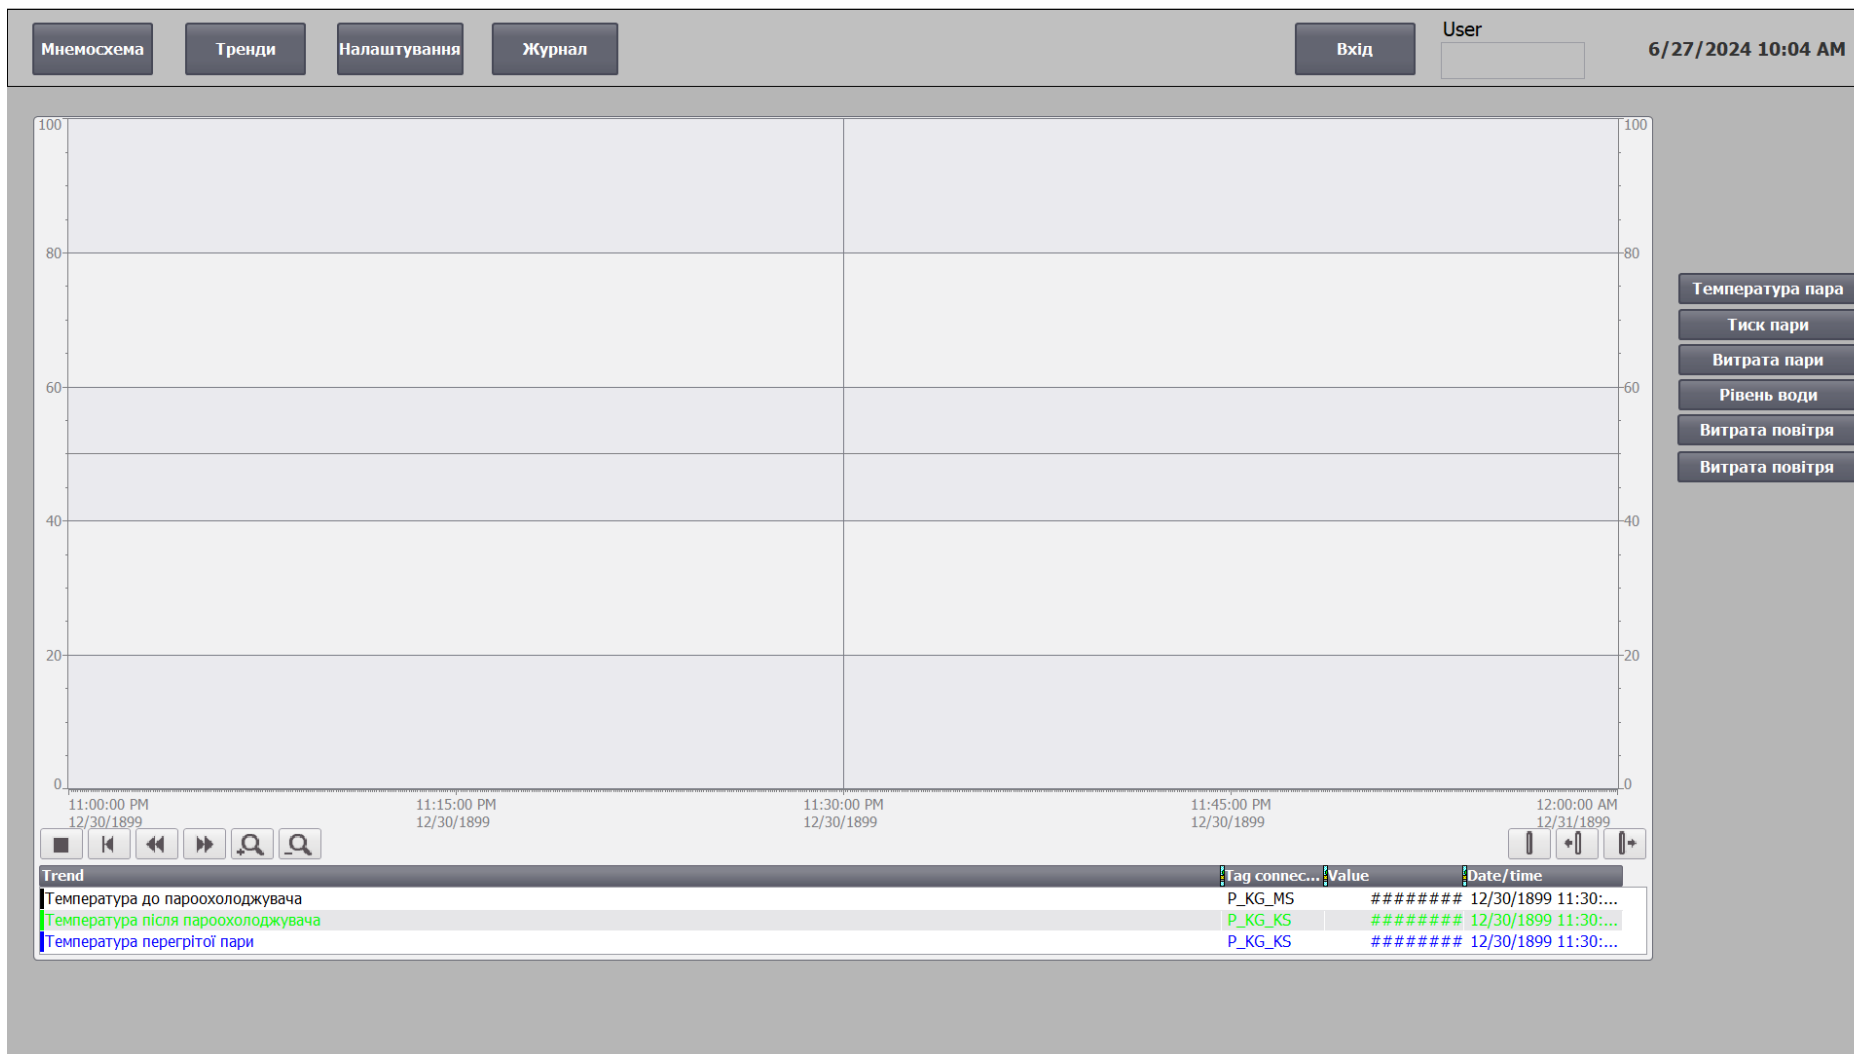 Мнемосхема Тренди Налаштування Журнал Вхід User 6/27/2024 10:04 AM
100 100
80 80
60 60
40 40
20 20
0 0
11:00:00 PM 11:15:00 PM 11:30:00 PM 11:45:00 PM 12:00:00 AM
12/30/1899 12/30/1899 12/30/1899 12/30/1899 12/31/1899
Trend Tag connec... Value Date/time
Температура до пароохолоджувача P_KG_MS ######## 12/30/1899 11:30:...
Температура після пароохолоджувача P_KG_KS ######## 12/30/1899 11:30:...
Температура перегрітої пари P_KG_KS ######## 12/30/1899 11:30:...
Температура пара
Тиск пари
Витрата пари
Рівень води
Витрата повітря
Витрата повітря